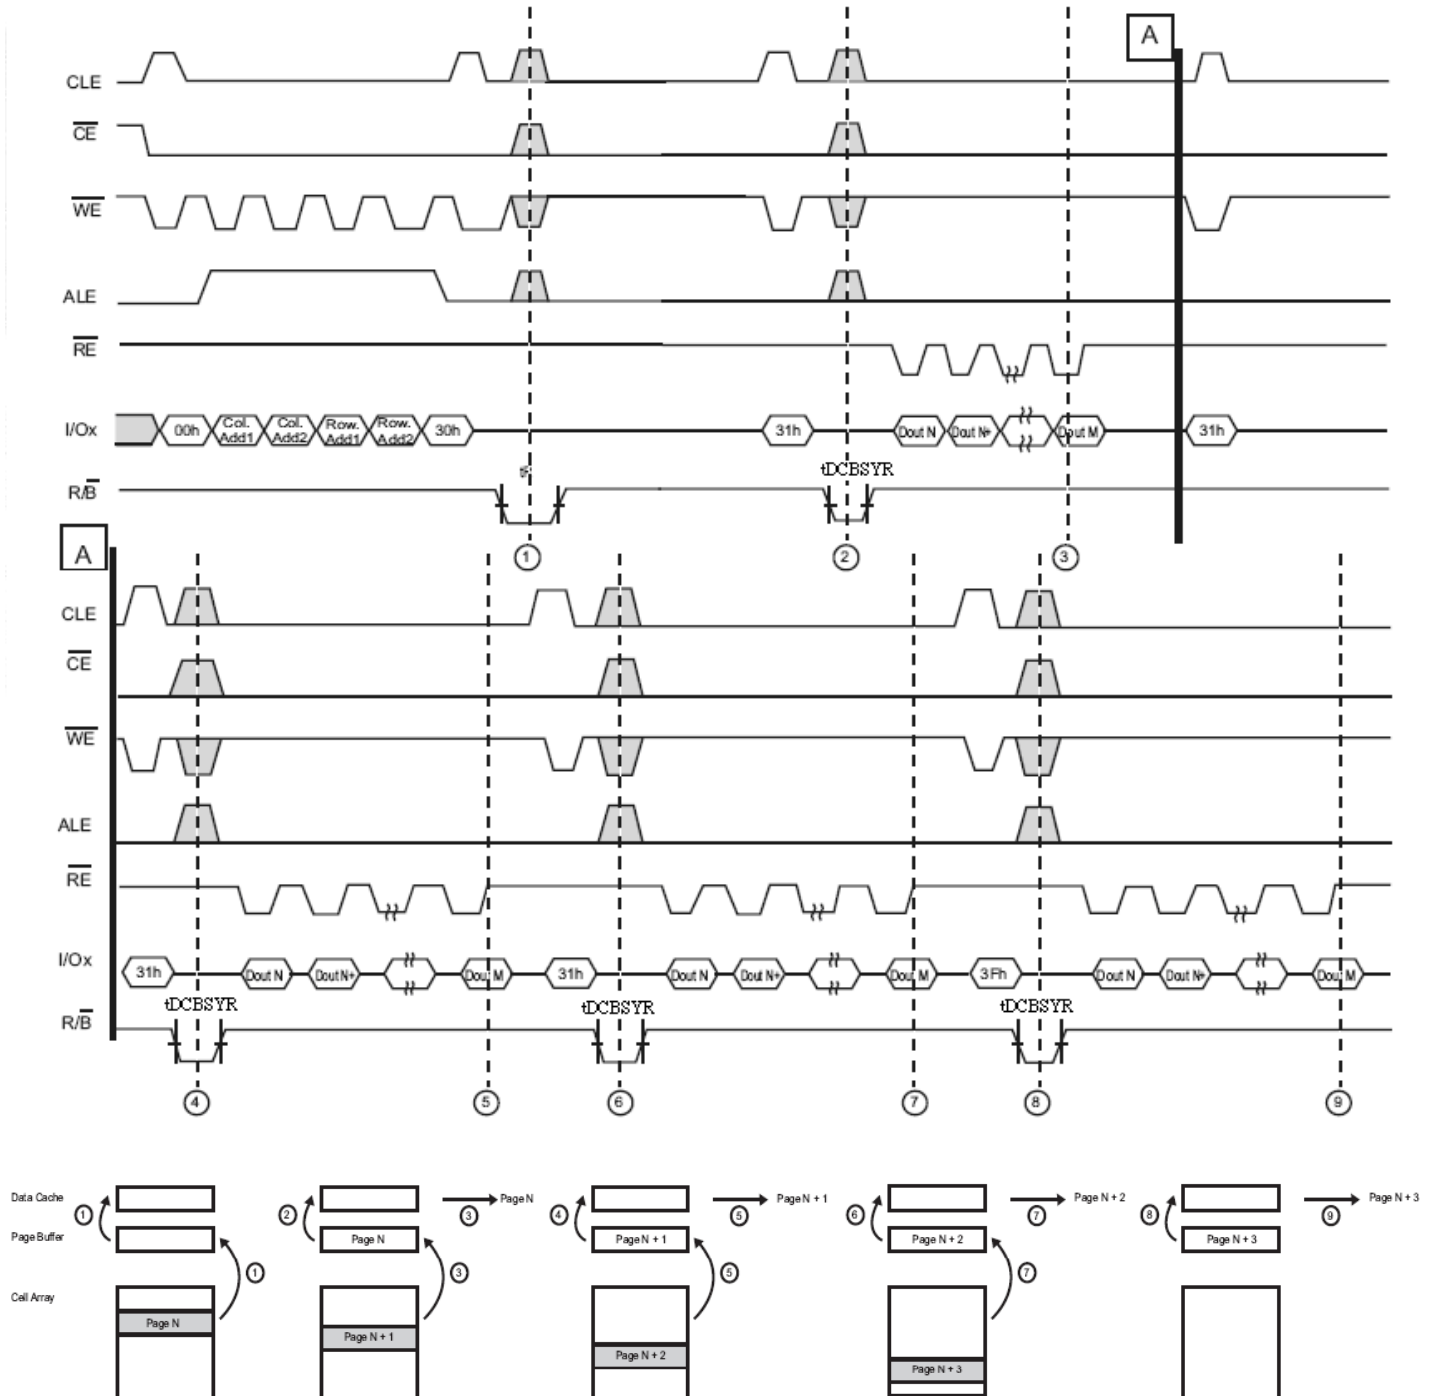 A
CLE
CE
WE
ALE
RE
I/Ox 00h Col. Add1 Col. Add2 Row. Add1 Row. Add2 30h 31h Dout N Dout N+ Dout M 31h
tDCBSYR
R/B
1 2 3
A
CLE
CE
WE
ALE
RE
I/Ox 31h Dout N Dout N+ Dout M 31h Dout N Dout N+ Dout M 3Fh Dout N Dout N+ Dout M
tDCBSYR tDCBSYR tDCBSYR
R/B
4 5 6 7 8 9
Data Cache 1 2 3 Page N 4 5 Page N + 1 6 7 Page N + 2 8 9 Page N + 3
Page Buffer Page N Page N + 1 Page N + 2 Page N + 3
1 3 5 7
Cell Array
Page N Page N + 1 Page N + 2 Page N + 3